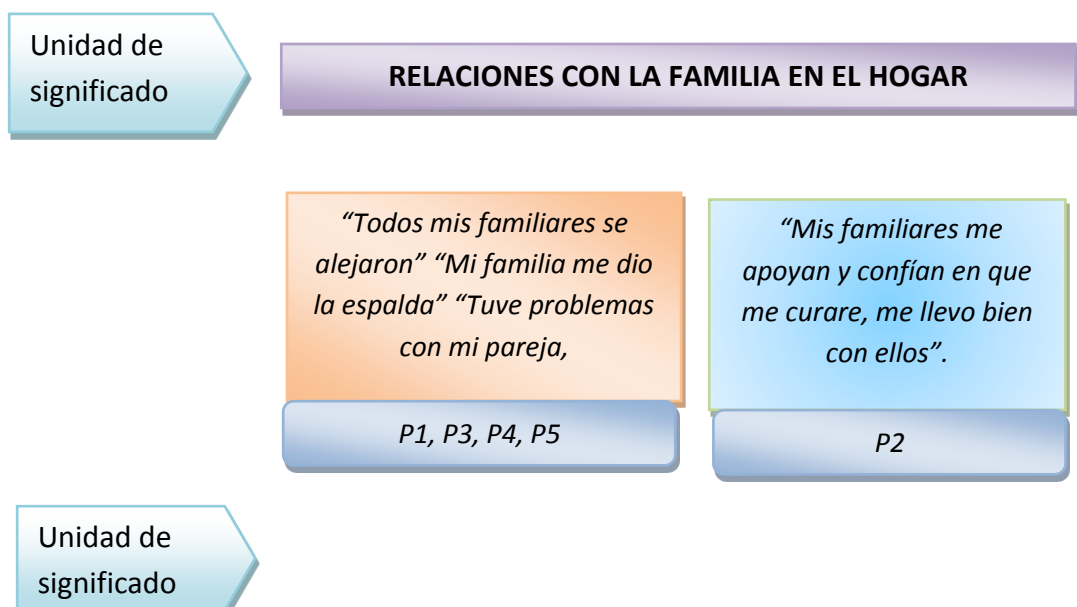 Unidad de
significado
RELACIONES CON LA FAMILIA EN EL HOGAR
“Todos mis familiares se
alejaron” “Mi familia me dio
la espalda” “Tuve problemas
con mi pareja,
P1, P3, P4, P5
“Mis familiares me
apoyan y confían en que
me curare, me llevo bien
con ellos”.
P2
Unidad de
significado